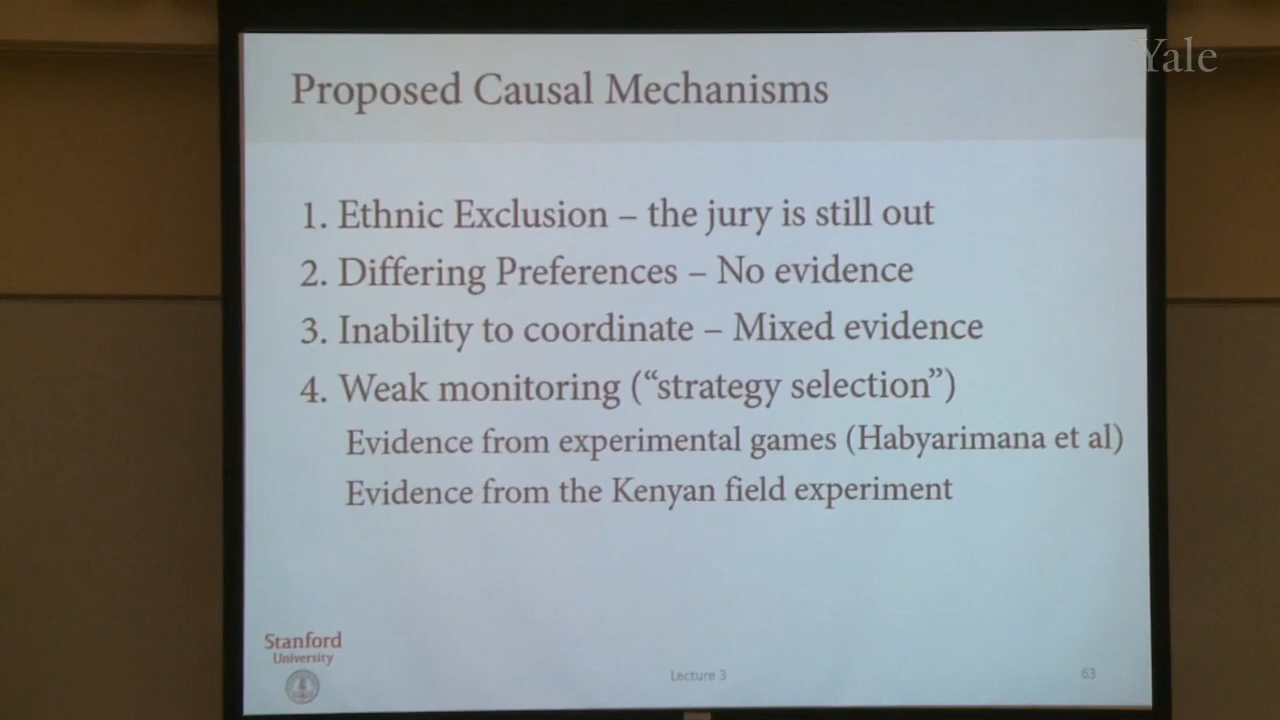 Yale
Proposed Causal Mechanisms
1. Ethnic Exclusion – the jury is still out
2. Differing Preferences – No evidence
3. Inability to coordinate – Mixed evidence
4. Weak monitoring (“strategy selection”)
Evidence from experimental games (Habyarimana et al)
Evidence from the Kenyan field experiment
Stanford
University
Lecture 3
63